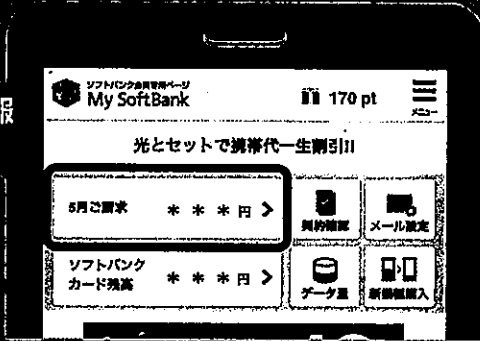 ソフトバンク会員専用ページ
My SoftBank
170 pt
メニュー
光とセットで携帯代一生割引!!
5月ご請求
＊ ＊ ＊ 円
契約確認
メール設定
ソフトバンク
カード残高
＊ ＊ ＊ 円
データ量
新機種購入